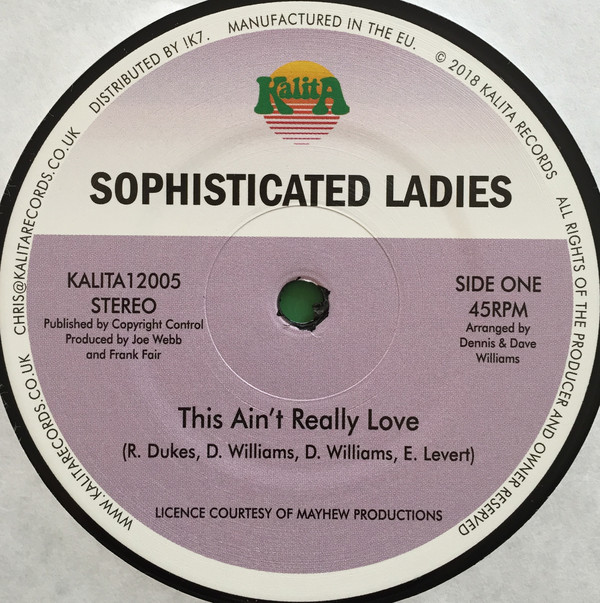 WWW.KALITARECORDS.CO.UK CHRIS@KALITARECORDS.CO.UK DISTRIBUTED BY !K7. MANUFACTURED IN THE EU. © 2018 KALITA RECORDS ALL RIGHTS OF THE PRODUCER AND OWNER RESERVED
KalitA
SOPHISTICATED LADIES
KALITA12005
STEREO
Published by Copyright Control
Produced by Joe Webb
and Frank Fair
SIDE ONE
45RPM
Arranged by
Dennis & Dave
Williams
This Ain't Really Love
(R. Dukes, D. Williams, D. Williams, E. Levert)
LICENCE COURTESY OF MAYHEW PRODUCTIONS